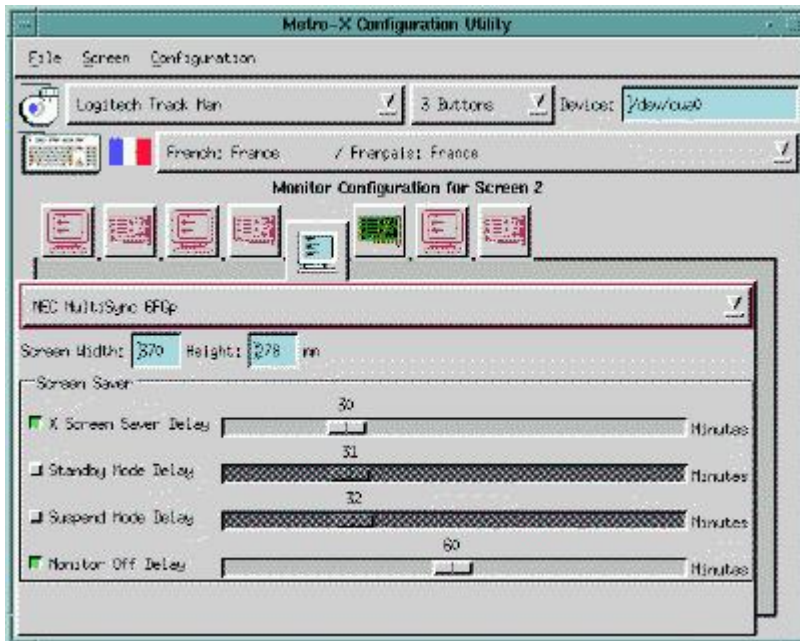 Metro-X Configuration Utility
File Screen Configuration
Logitech Track Man 3 Buttons Device: /dev/cua0
French: France / Français: France
Monitor Configuration for Screen 2
NEC MultiSync 6FGp
Screen Width: 370 Height: 278 mm
Screen Saver
30
X Screen Saver Delay Minutes
31
Standby Mode Delay Minutes
32
Suspend Mode Delay Minutes
60
Monitor Off Delay Minutes